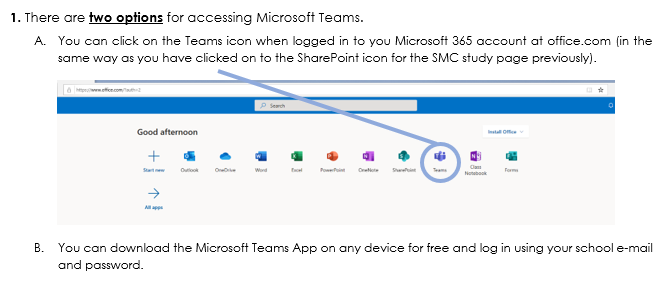 1. There are two options for accessing Microsoft Teams.
A. You can click on the Teams icon when logged in to you Microsoft 365 account at office.com (in the
same way as you have clicked on to the SharePoint icon for the SMC study page previously).
https://www.office.com/?auth=2
Search
Good afternoon
Install Office
Start new Outlook OneDrive Word Excel PowerPoint OneNote SharePoint Teams Class Notebook Forms
All apps
B. You can download the Microsoft Teams App on any device for free and log in using your school e-mail
and password.